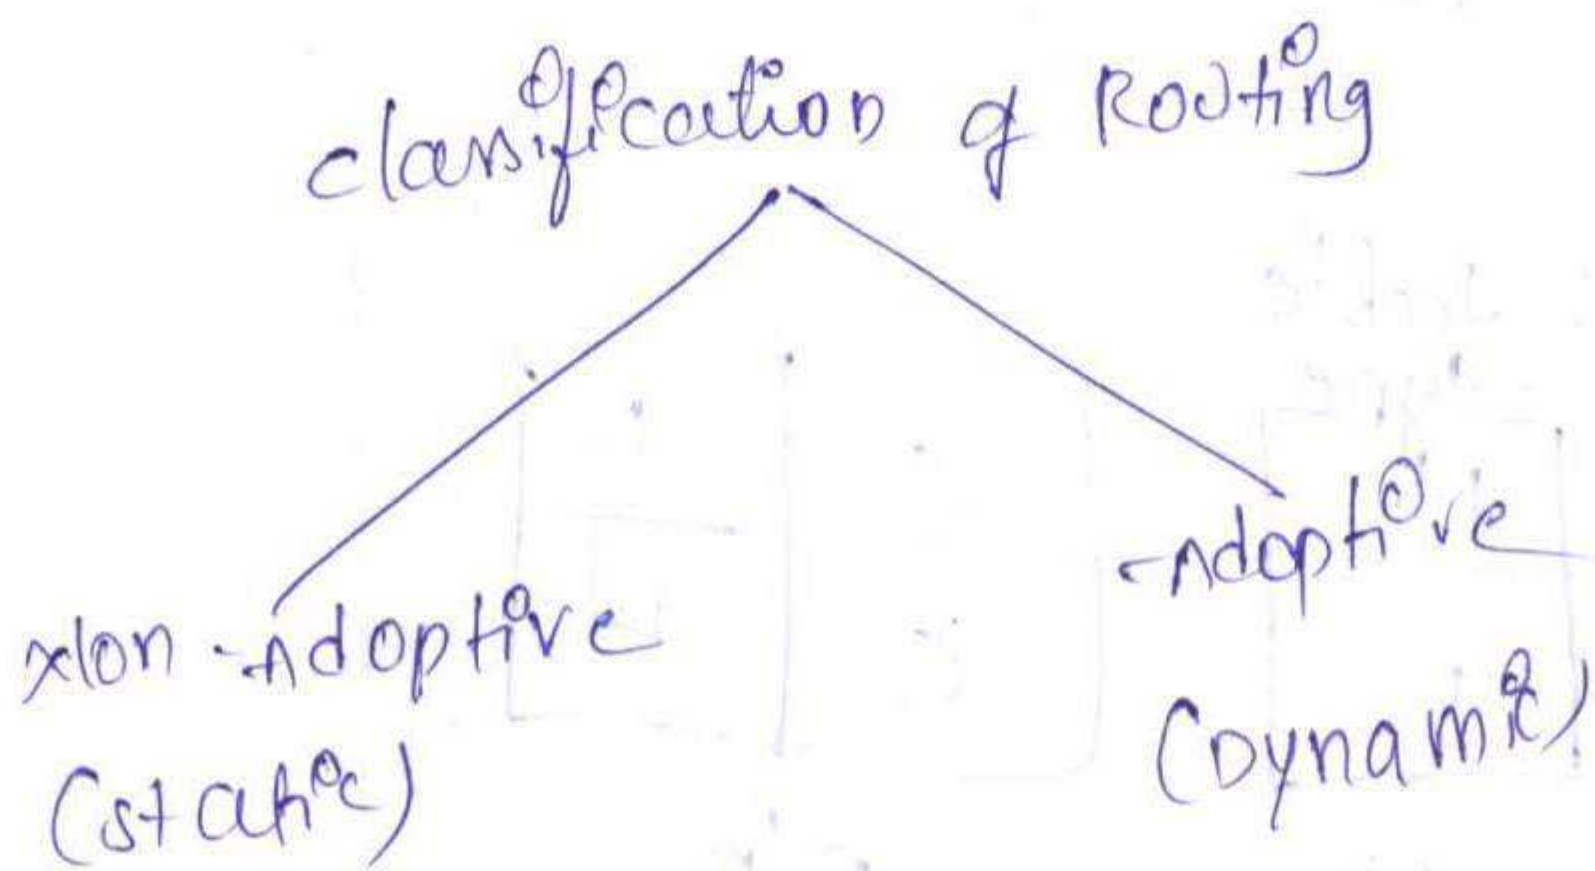 classification of Routing
Non-Adoptive
(static)
Adoptive
(Dynamic)